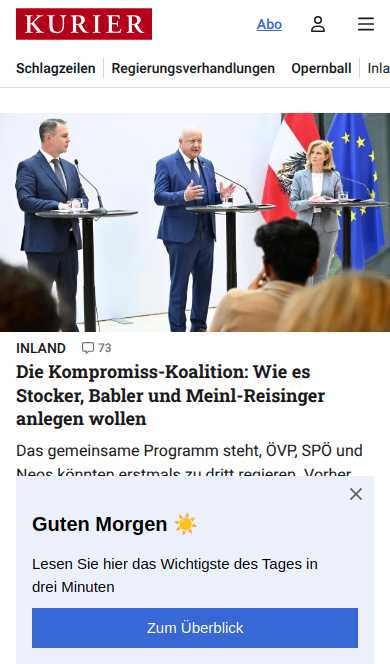 KURIER
Abo
Schlagzeilen
Regierungsverhandlungen
Opernball
Inla
INLAND
73
Die Kompromiss-Koalition: Wie es
Stocker, Babler und Meinl-Reisinger
anlegen wollen
Das gemeinsame Programm steht, ÖVP, SPÖ und
Neos könnten erstmals zu dritt regieren. Vorher
Guten Morgen ☀️
Lesen Sie hier das Wichtigste des Tages in
drei Minuten
Zum Überblick